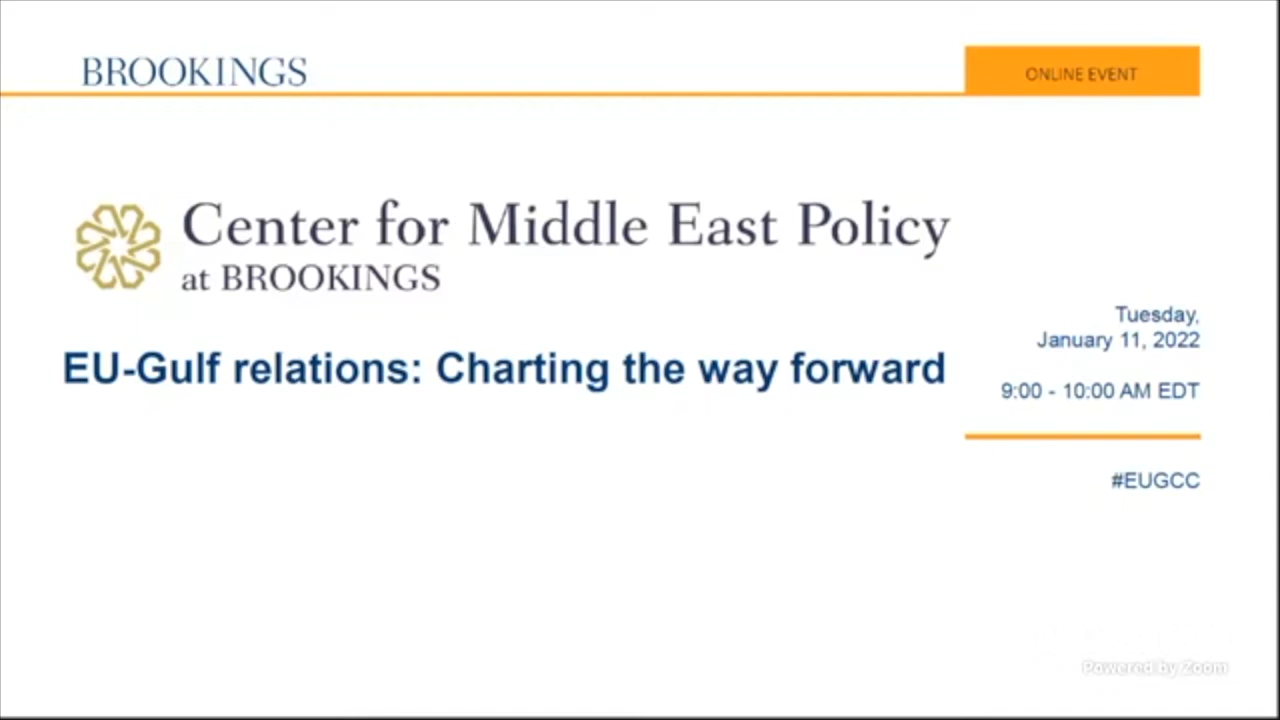 BROOKINGS
ONLINE EVENT
Center for Middle East Policy
at BROOKINGS
EU-Gulf relations: Charting the way forward
Tuesday,
January 11, 2022
9:00 - 10:00 AM EDT
#EUGCC
Powered by Zoom